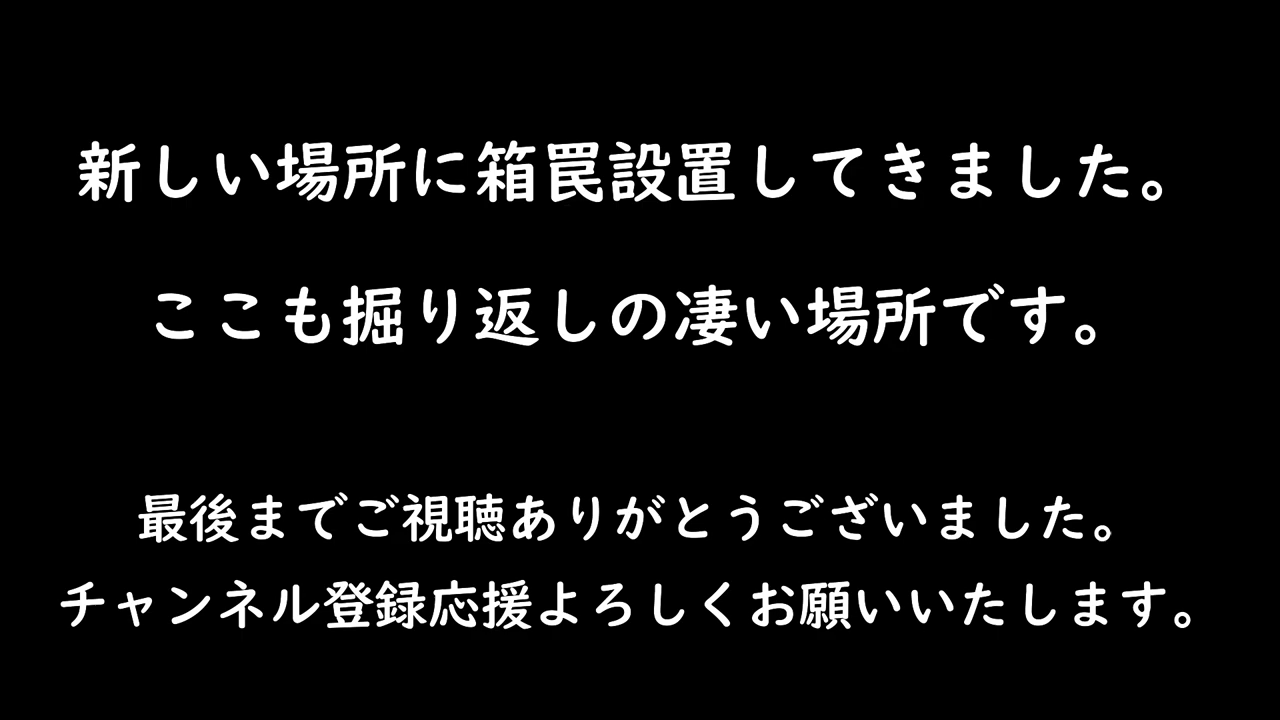 新しい場所に箱罠設置してきました。
ここも掘り返しの凄い場所です。
最後までご視聴ありがとうございました。
チャンネル登録応援よろしくお願いいたします。